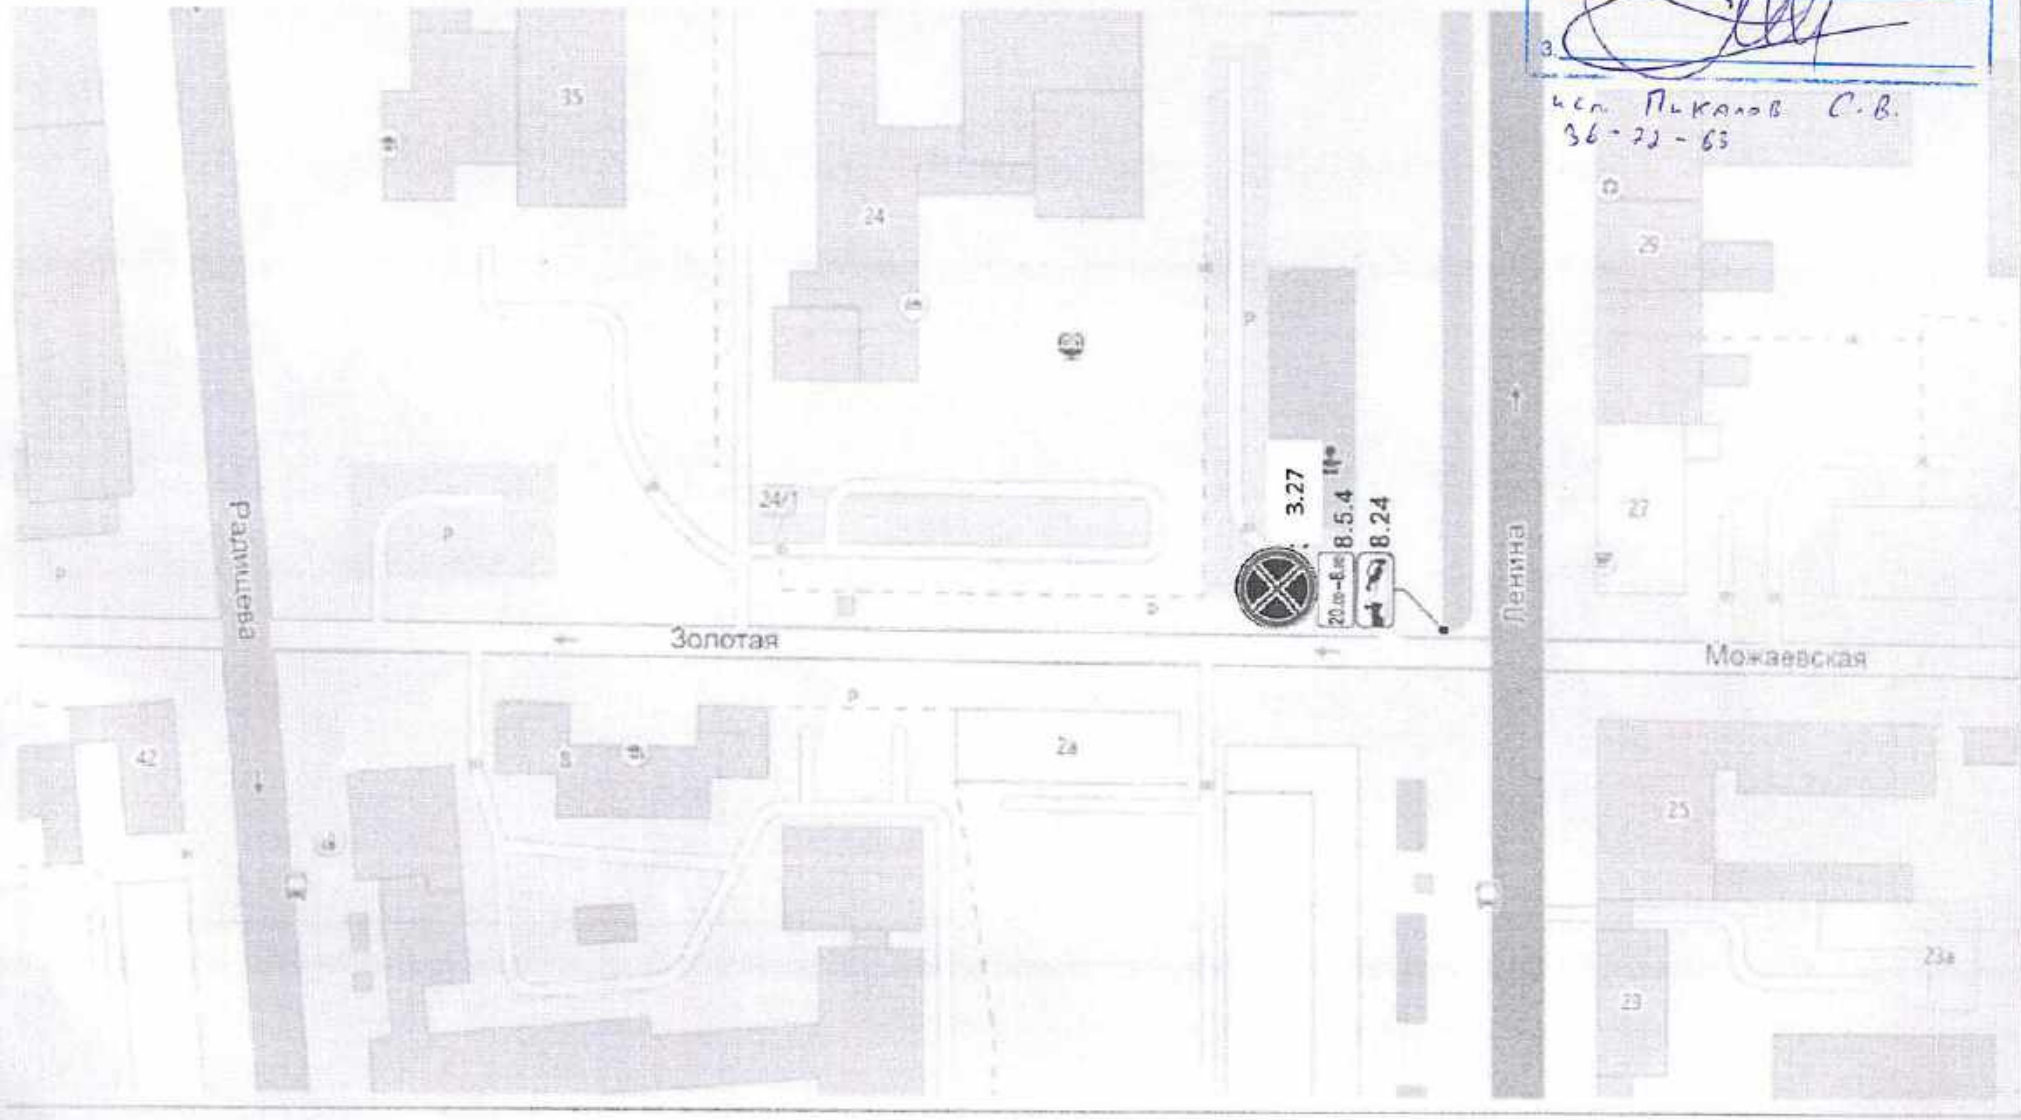 3.
исп. Пикалов С.В.
36-72-63
35
24
29
24/1
Р
Р
Р
27
3.27
20.00-8.00 8.5.4
8.24
Радищева
Ленина
Золотая
Можаевская
Р
Р
42
2а
25
23
23а